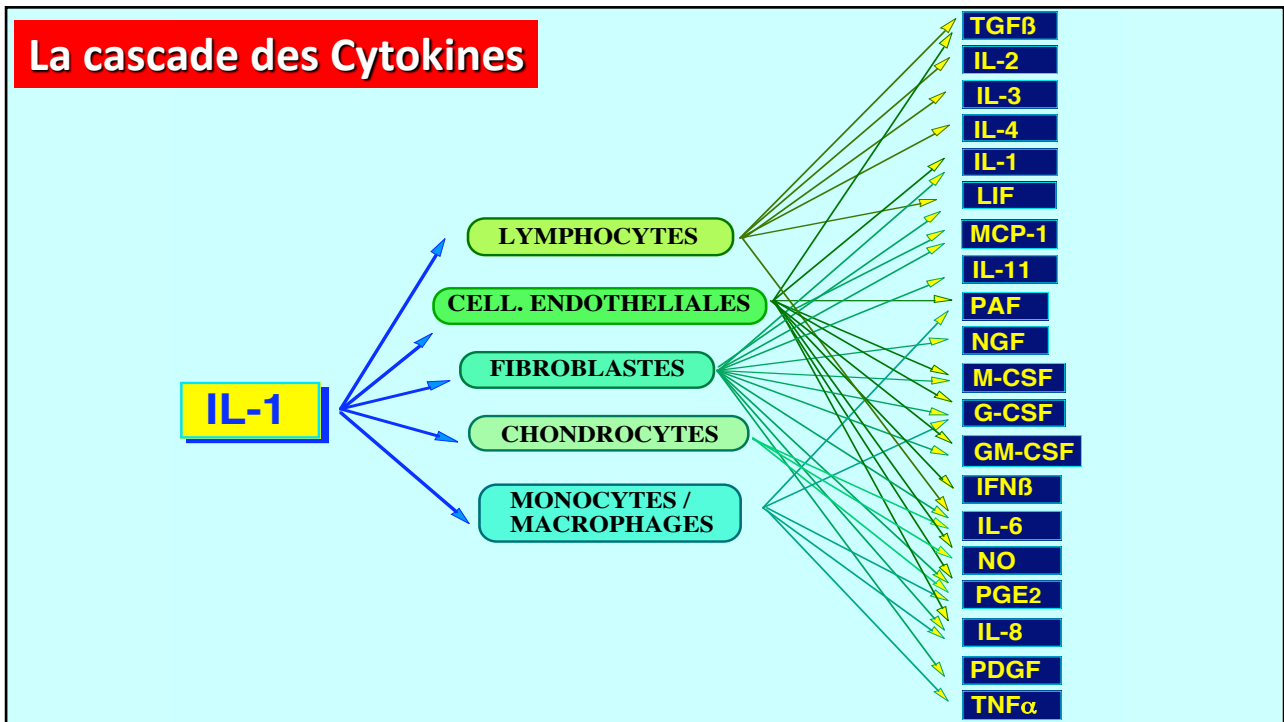 La cascade des Cytokines
IL-1
LYMPHOCYTES
CELL. ENDOTHELIALES
FIBROBLASTES
CHONDROCYTES
MONOCYTES /
MACROPHAGES
TGFß
IL-2
IL-3
IL-4
IL-1
LIF
MCP-1
IL-11
PAF
NGF
M-CSF
G-CSF
GM-CSF
IFNß
IL-6
NO
PGE2
IL-8
PDGF
TNFα